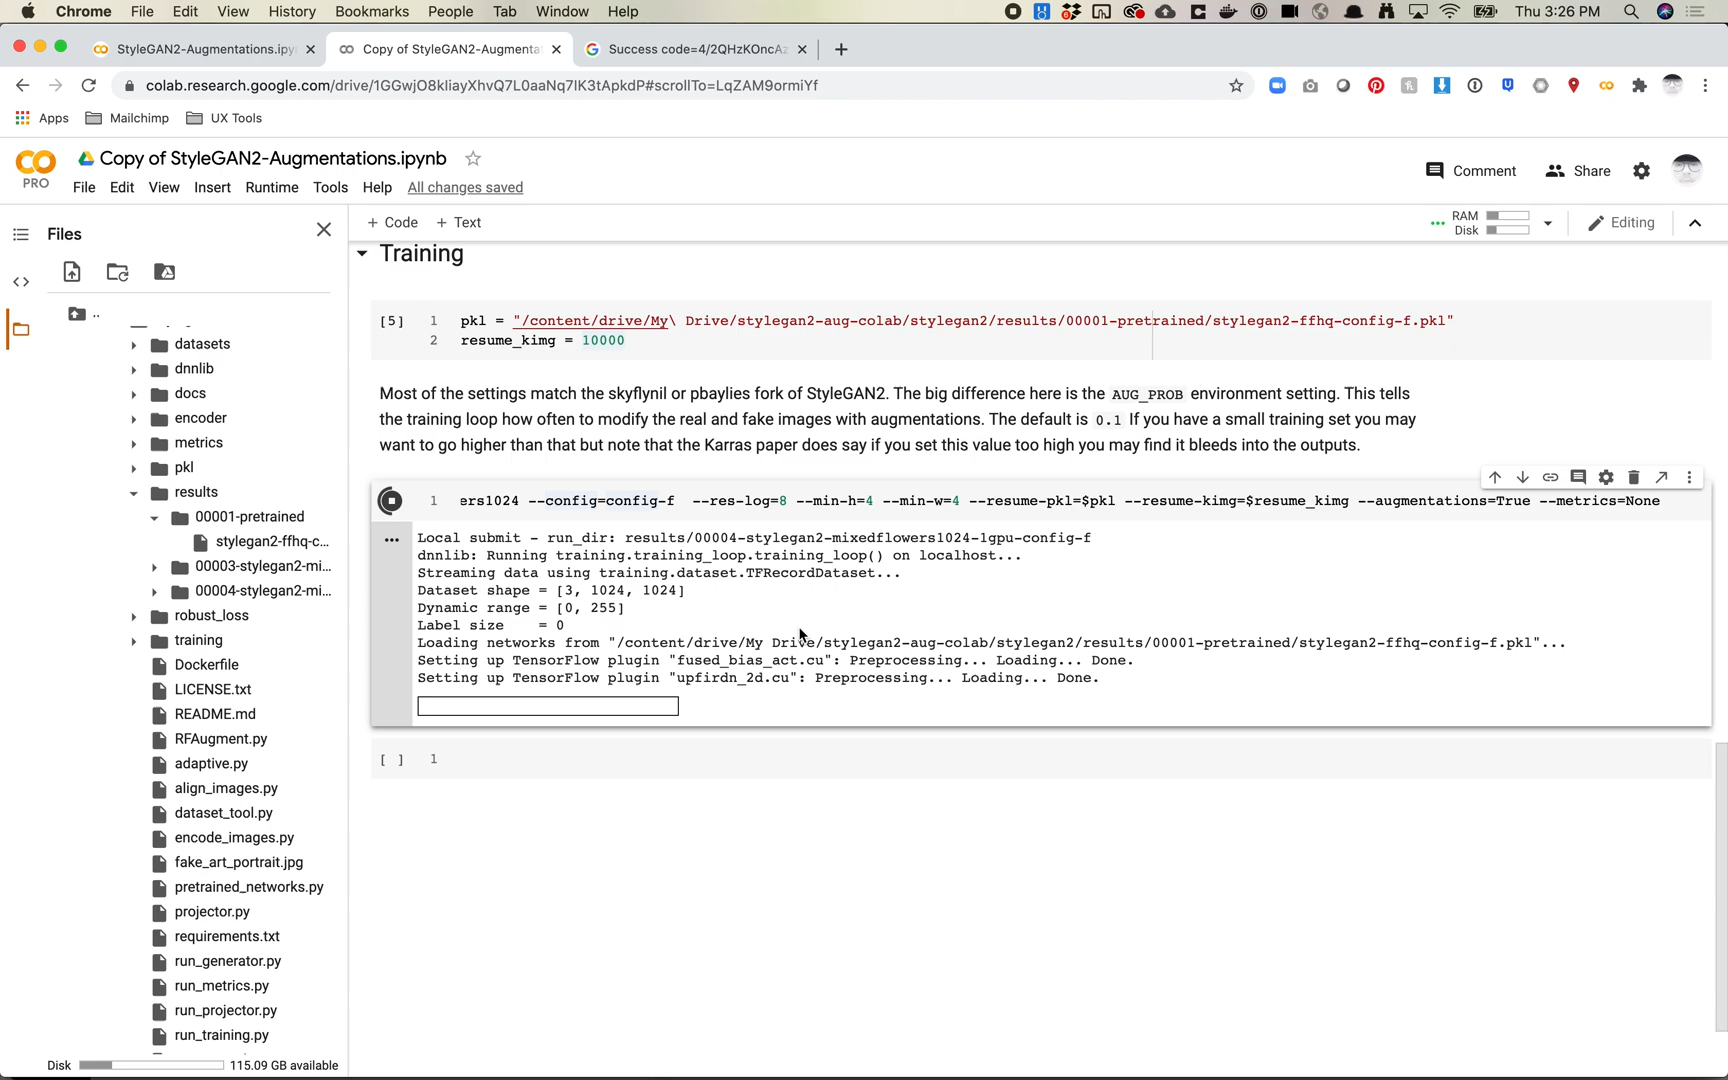 Chrome File Edit View History Bookmarks People Tab Window Help Thu 3:26 PM
StyleGAN2-Augmentations.ipy Copy of StyleGAN2-Augmenta Success code=4/2QHzKOncAz
colab.research.google.com/drive/1GGwjO8kIiayXhvQ7L0aaNq7IK3tApkdP#scrollTo=LqZAM9ormiYf
Apps Mailchimp UX Tools
Copy of StyleGAN2-Augmentations.ipynb
PRO
File Edit View Insert Runtime Tools Help All changes saved
Comment Share
Files
+ Code + Text
RAM
Disk
Editing
..
datasets
dnnlib
docs
encoder
metrics
pkl
results
00001-pretrained
stylegan2-ffhq-c...
00003-stylegan2-mi...
00004-stylegan2-mi...
robust_loss
training
Dockerfile
LICENSE.txt
README.md
RFAugment.py
adaptive.py
align_images.py
dataset_tool.py
encode_images.py
fake_art_portrait.jpg
pretrained_networks.py
projector.py
requirements.txt
run_generator.py
run_metrics.py
run_projector.py
run_training.py
Disk 115.09 GB available
Training
[5] 1 pkl = "/content/drive/My\ Drive/stylegan2-aug-colab/stylegan2/results/00001-pretrained/stylegan2-ffhq-config-f.pkl"
2 resume_kimg = 10000
Most of the settings match the skyflynil or pbaylies fork of StyleGAN2. The big difference here is the AUG_PROB environment setting. This tells
the training loop how often to modify the real and fake images with augmentations. The default is 0.1 If you have a small training set you may
want to go higher than that but note that the Karras paper does say if you set this value too high you may find it bleeds into the outputs.
1 ers1024 --config=config-f --res-log=8 --min-h=4 --min-w=4 --resume-pkl=$pkl --resume-kimg=$resume_kimg --augmentations=True --metrics=None
Local submit - run_dir: results/00004-stylegan2-mixedflowers1024-1gpu-config-f
dnnlib: Running training.training_loop.training_loop() on localhost...
Streaming data using training.dataset.TFRecordDataset...
Dataset shape = [3, 1024, 1024]
Dynamic range = [0, 255]
Label size = 0
Loading networks from "/content/drive/My Drive/stylegan2-aug-colab/stylegan2/results/00001-pretrained/stylegan2-ffhq-config-f.pkl"...
Setting up TensorFlow plugin "fused_bias_act.cu": Preprocessing... Loading... Done.
Setting up TensorFlow plugin "upfirdn_2d.cu": Preprocessing... Loading... Done.
[ ] 1